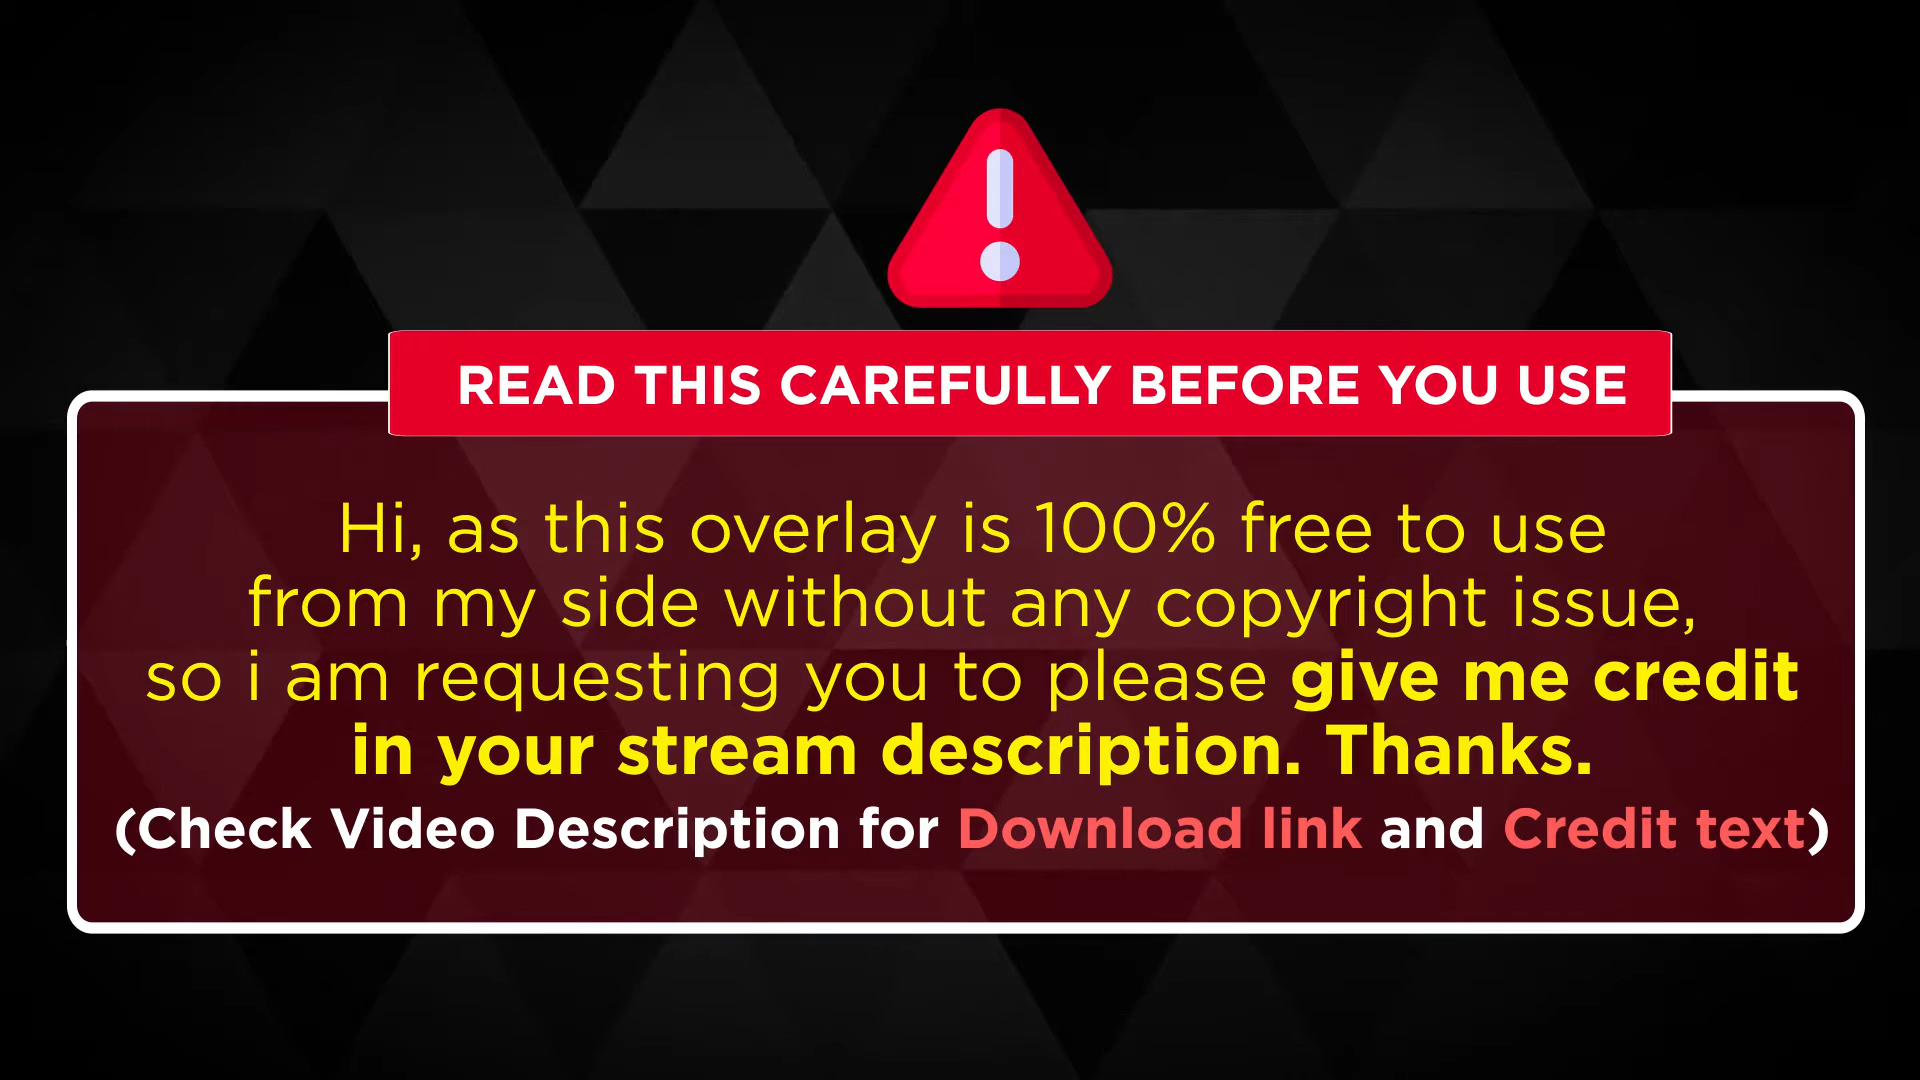 READ THIS CAREFULLY BEFORE YOU USE
Hi, as this overlay is 100% free to use
from my side without any copyright issue,
so i am requesting you to please give me credit
in your stream description. Thanks.
(Check Video Description for Download link and Credit text)